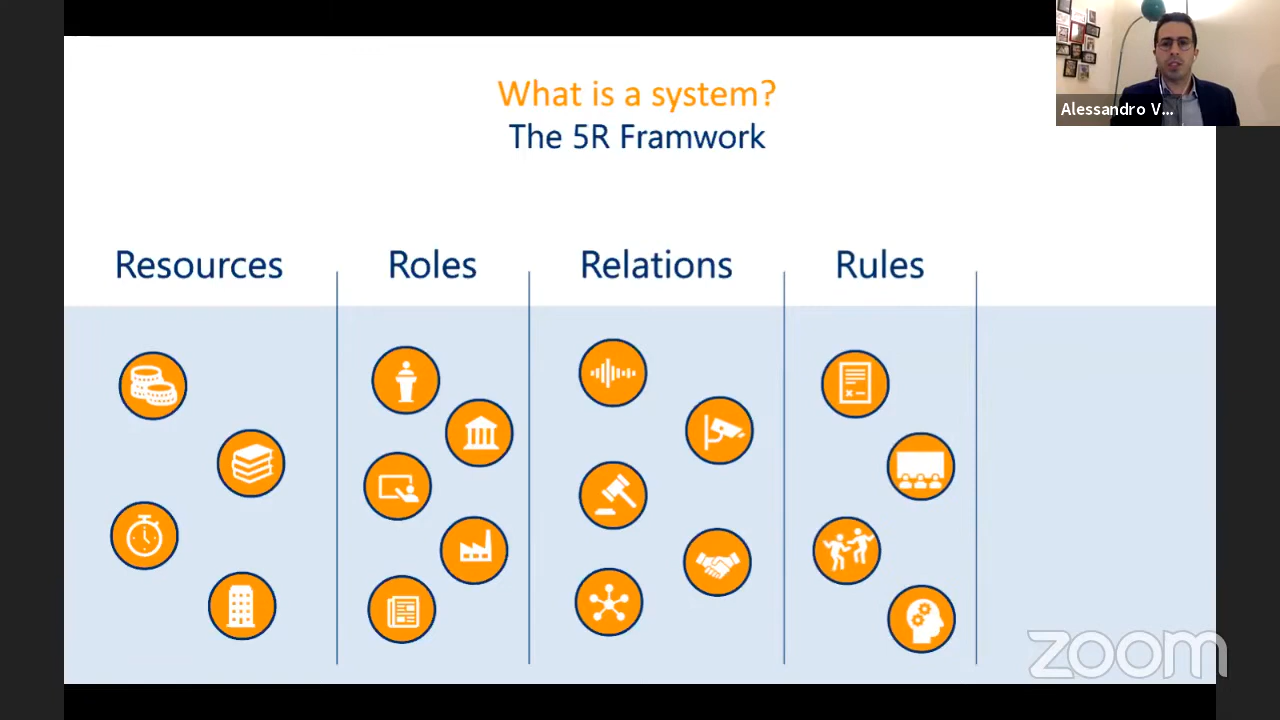 What is a system?
The 5R Framwork
Alessandro V...
Resources
Roles
Relations
Rules
zoom